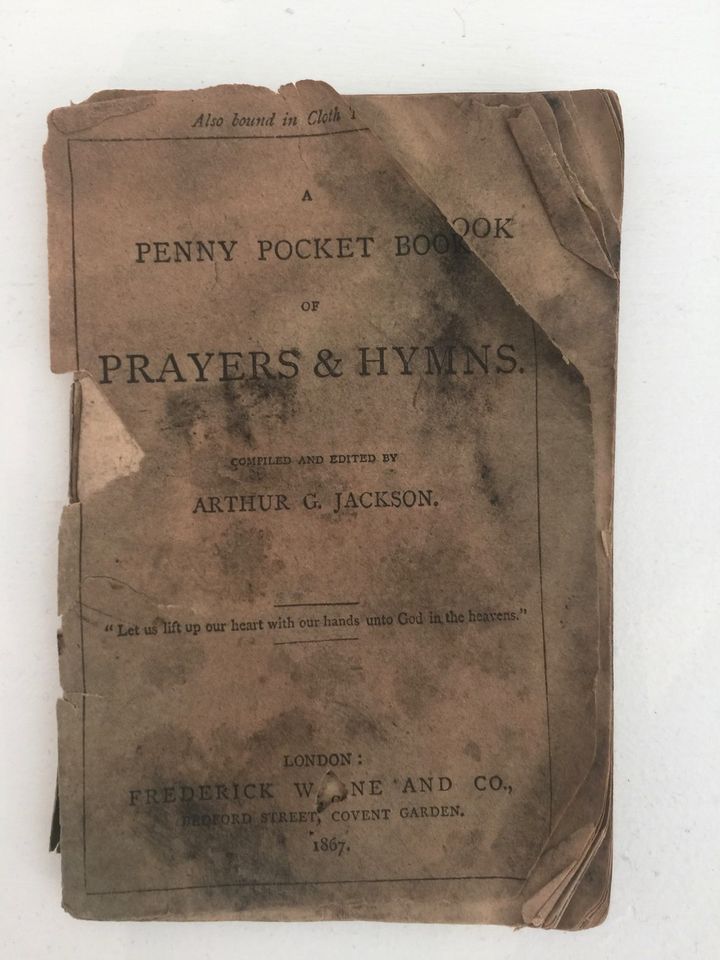 Also bound in Cloth
A
PENNY POCKET BOOK
OOK
OF
PRAYERS & HYMNS.
COMPILED AND EDITED BY
ARTHUR G. JACKSON.
“ Let us lift up our heart with our hands unto God in the heavens.”
LONDON :
FREDERICK W NE AND CO.,
BEDFORD STREET, COVENT GARDEN.
1867.